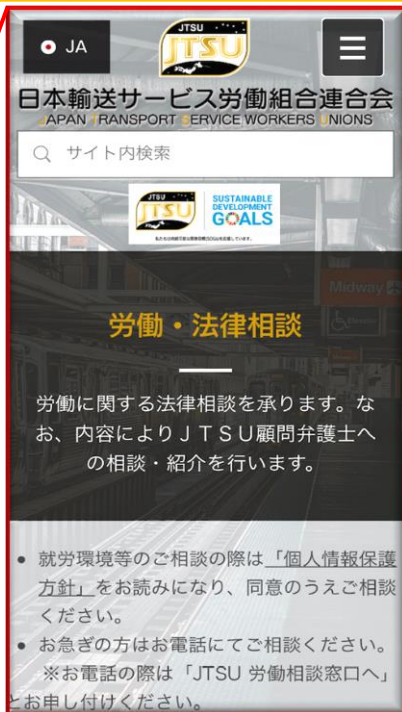 JA
JTSU
JTSU
日本輸送サービス労働組合連合会
JAPAN TRANSPORT SERVICE WORKERS UNIONS
サイト内検索
JTSU
JTSU
SUSTAINABLE
DEVELOPMENT
GOALS
Midway
労働・法律相談
労働に関する法律相談を承ります。な
お、内容によりＪＴＳＵ顧問弁護士へ
の相談・紹介を行います。
• 就労環境等のご相談の際は「個人情報保護
方針」をお読みになり、同意のうえご相談
ください。
• お急ぎの方はお電話にてご相談ください。
※お電話の際は「JTSU 労働相談窓口へ」
とお申し付けください。